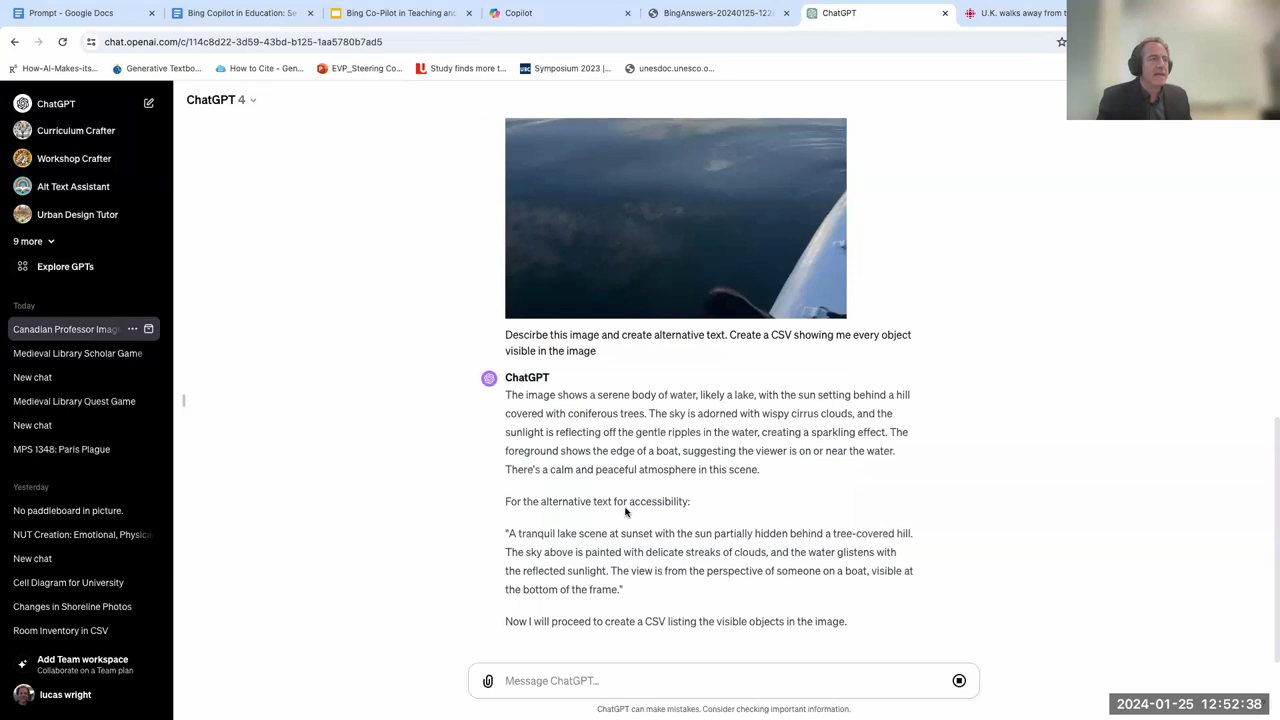 Prompts - Google Docs
Bing Copilot in Education: Se
Bing Co-Pilot in Teaching and
Copilot
BingAnswers-20240125-122
ChatGPT
U.K. walks away from t
chat.openai.com/c/114c8d22-3d59-43bd-b125-1aa5780b7ad5
How-AI-Makes-its...
Generative Textbo...
How to Cite - Gen...
EVP_Steering Co...
Study finds more t...
Symposium 2023 |...
unesdoc.unesco.o...
ChatGPT
Curriculum Crafter
Workshop Crafter
Alt Text Assistant
Urban Design Tutor
9 more
Explore GPTs
Today
Canadian Professor Imag
Medieval Library Scholar Game
New chat
Medieval Library Quest Game
New chat
MPS 1348: Paris Plague
Yesterday
No paddleboard in picture.
NUT Creation: Emotional, Physica
New chat
Cell Diagram for University
Changes in Shoreline Photos
Room Inventory in CSV
Add Team workspace
Collaborate on a Team plan
lucas wright
ChatGPT 4
Descirbe this image and create alternative text. Create a CSV showing me every object
visible in the image
ChatGPT
The image shows a serene body of water, likely a lake, with the sun setting behind a hill
covered with coniferous trees. The sky is adorned with wispy cirrus clouds, and the
sunlight is reflecting off the gentle ripples in the water, creating a sparkling effect. The
foreground shows the edge of a boat, suggesting the viewer is on or near the water.
There's a calm and peaceful atmosphere in this scene.
For the alternative text for accessibility:
"A tranquil lake scene at sunset with the sun partially hidden behind a tree-covered hill.
The sky above is painted with delicate streaks of clouds, and the water glistens with
the reflected sunlight. The view is from the perspective of someone on a boat, visible at
the bottom of the frame."
Now I will proceed to create a CSV listing the visible objects in the image.
Message ChatGPT...
ChatGPT can make mistakes. Consider checking important information.
2024-01-25 12:52:38